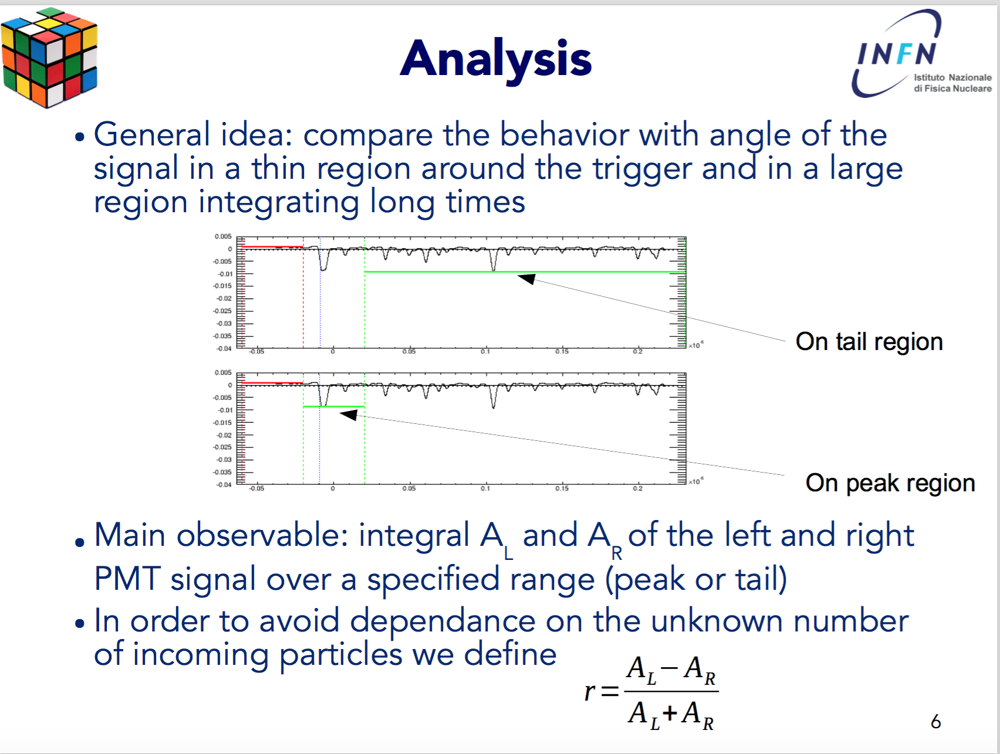 Analysis
INFN
Istituto Nazionale
di Fisica Nucleare
• General idea: compare the behavior with angle of the
signal in a thin region around the trigger and in a large
region integrating long times
0.005
0
-0.005
-0.01
-0.015
-0.02
-0.025
-0.03
-0.035
-0.04
-0.05 0 0.05 0.1 0.15 0.2
×10⁻⁶
On tail region
0.005
0
-0.005
-0.01
-0.015
-0.02
-0.025
-0.03
-0.035
-0.04
-0.05 0 0.05 0.1 0.15 0.2
×10⁻⁶
On peak region
• Main observable: integral A_L and A_R of the left and right
PMT signal over a specified range (peak or tail)
• In order to avoid dependance on the unknown number
of incoming particles we define
r = (A_L − A_R) / (A_L + A_R)
6